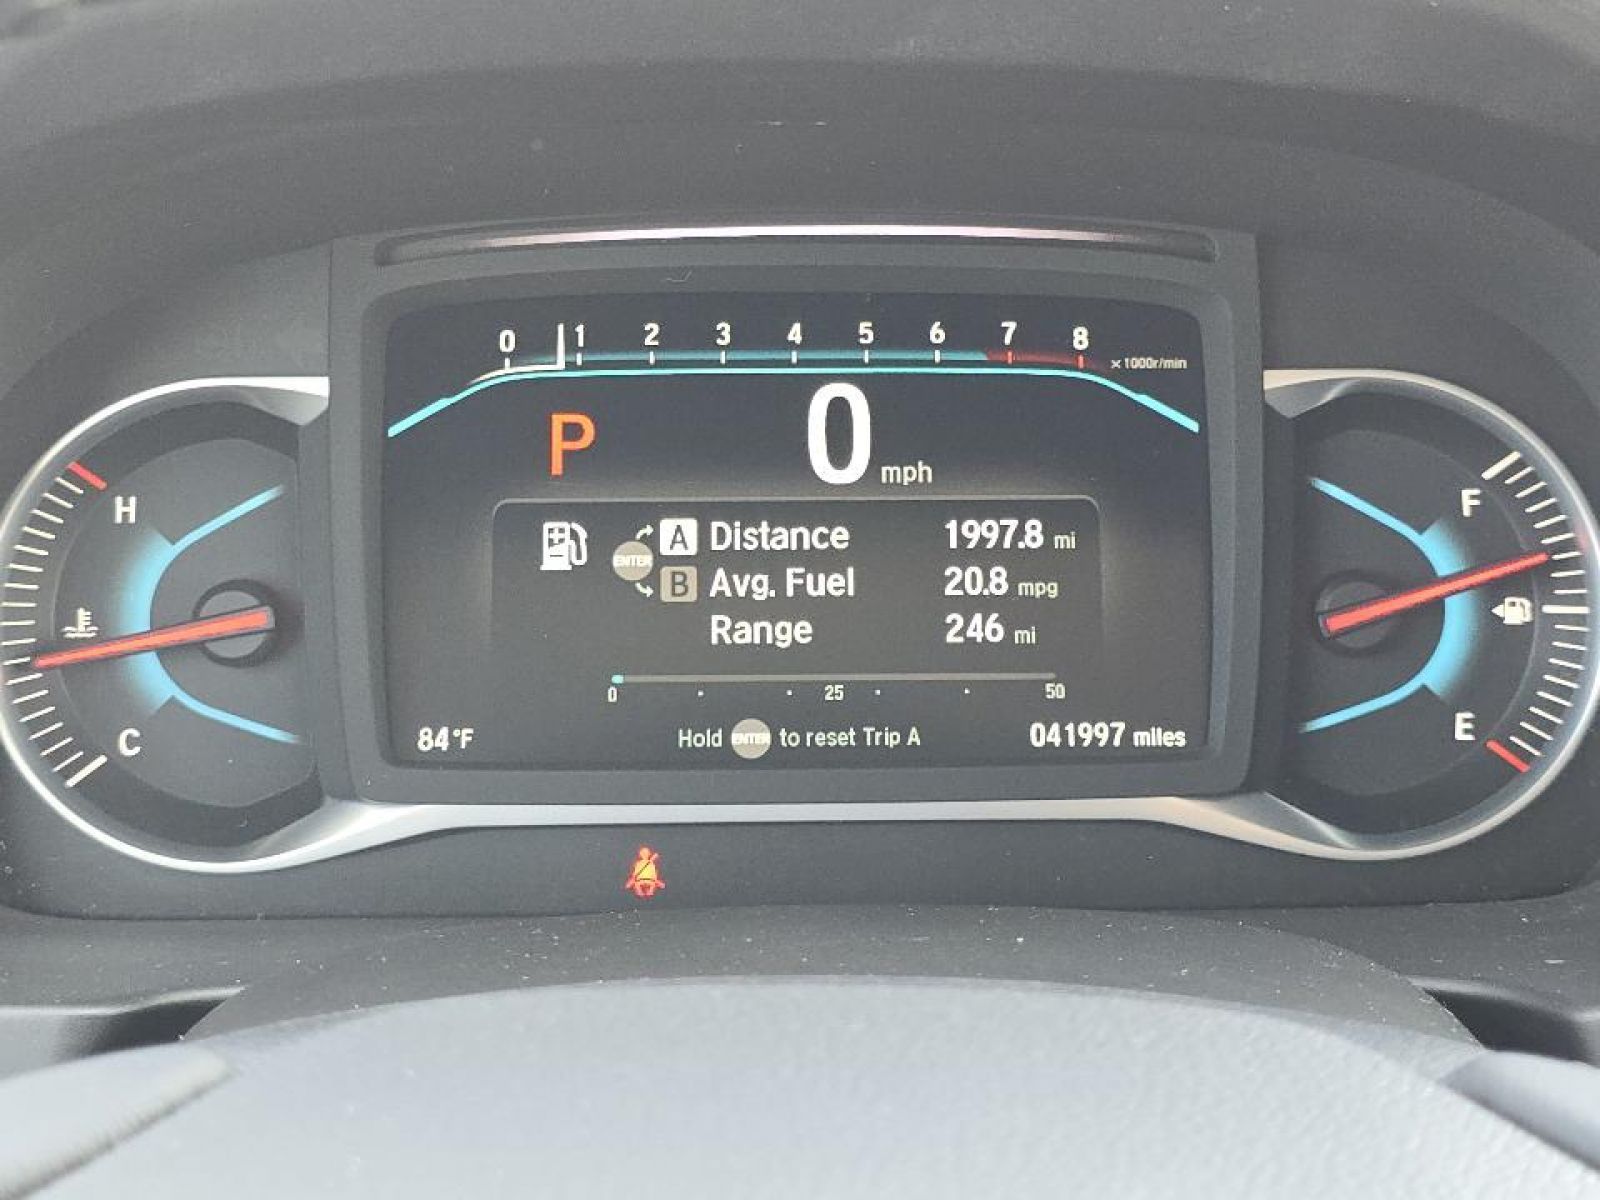 0 1 2 3 4 5 6 7 8
×1000r/min
P 0 mph
H
F
A Distance 1997.8 mi
ENTER
B Avg. Fuel 20.8 mpg
Range 246 mi
0 25 50
C
E
84°F
Hold ENTER to reset Trip A
041997 miles